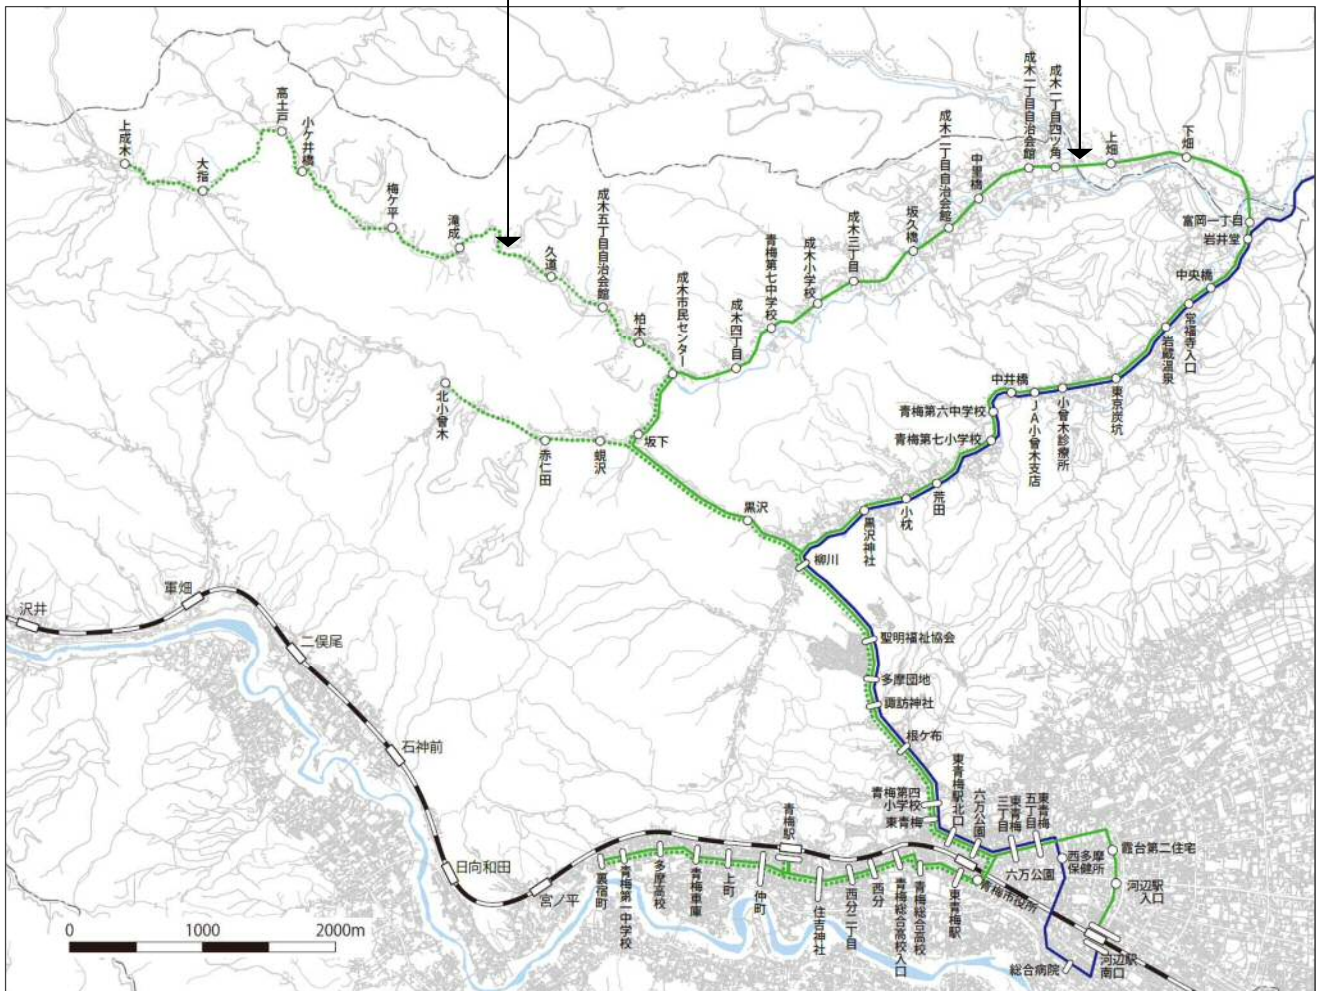 上成木
大指
高土戸
小ケ井橋
梅ケ平
滝成
久道
成木五丁目自治会館
柏木
成木市民センター
成木四丁目
青梅第七中学校
成木小学校
成木三丁目
坂久橋
成木二丁目自治会館
中里橋
成木一丁目自治会館
成木一丁目四ツ角
上畑
下畑
富岡一丁目
岩井堂
中央橋
常福寺入口
岩蔵温泉
東京炭坑
小曾木診療所
JA小曾木支店
中井橋
青梅第六中学校
青梅第七小学校
荒田
小枕
黒沢神社
北小曾木
赤仁田
蜆沢
坂下
黒沢
柳川
聖明福祉協会
多摩団地
諏訪神社
根ケ布
青梅第四
小学校
東青梅
東青梅駅北口
六万公園
東青梅
三丁目
東青梅
五丁目
西多摩
保健所
霞台第二住宅
河辺駅
入口
六万公園
青梅市役所
河辺駅
南口
総合病院
沢井
軍畑
二俣尾
石神前
日向和田
宮ノ平
裏宿町
青梅第一中学校
多摩高校
青梅車庫
上町
仲町
青梅駅
住吉神社
西分二丁目
西分
青梅総合高校入口
青梅総合高校
東青梅駅
0
1000
2000m